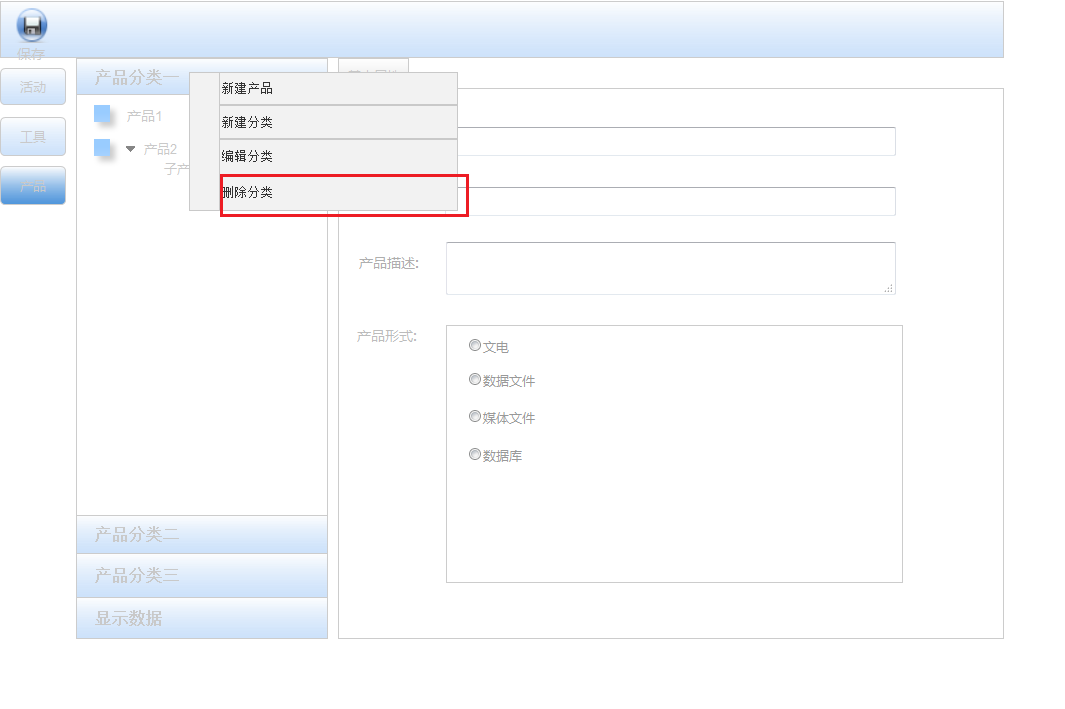 保存
活动
工具
产品
产品分类一
产品1
产品2
子产
新建产品
新建分类
编辑分类
删除分类
产品描述:
产品形式:
文电
数据文件
媒体文件
数据库
产品分类二
产品分类三
显示数据